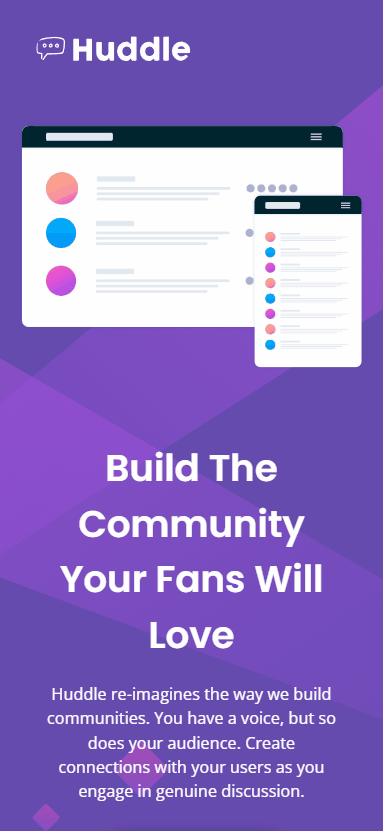 Huddle
Build The
Community
Your Fans Will
Love
Huddle re-imagines the way we build
communities. You have a voice, but so
does your audience. Create
connections with your users as you
engage in genuine discussion.